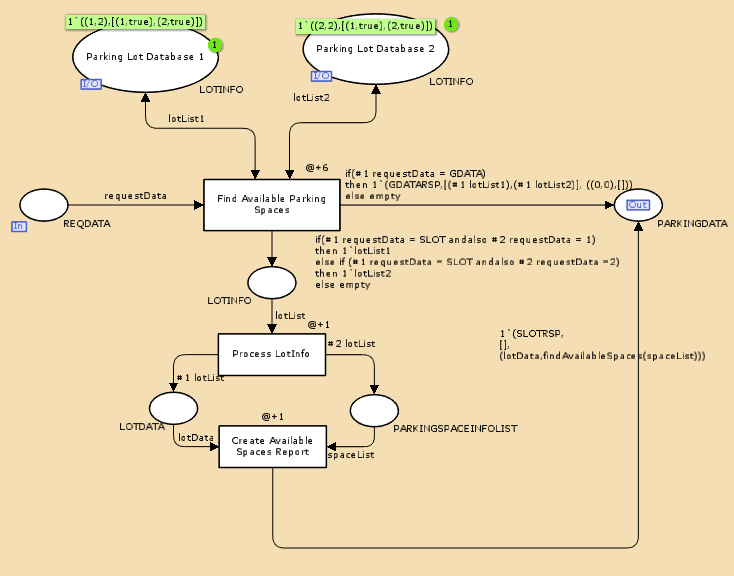 1`((1,2),[(1,true),(2,true)])
1`((2,2),[(1,true),(2,true)])
1
1
Parking Lot Database 1
Parking Lot Database 2
I/O
I/O
LOTINFO
LOTINFO
lotList1
lotList2
@+6
if(#1 requestData = GDATA)
then 1`(GDATARSP,[(#1 lotList1),(#1 lotList2)], ((0,0),[]))
else empty
requestData
Find Available Parking
Spaces
Out
In
REQDATA
PARKINGDATA
if(#1 requestData = SLOT andalso #2 requestData = 1)
then 1`lotList1
else if (#1 requestData = SLOT andalso #2 requestData =2)
then 1`lotList2
else empty
LOTINFO
lotList
@+1
Process LotInfo
#2 lotList
1`(SLOTRSP,
[],
(lotData,findAvailableSpaces(spaceList)))
#1 lotList
LOTDATA
@+1
PARKINGSPACEINFOLIST
lotData
Create Available
Spaces Report
spaceList